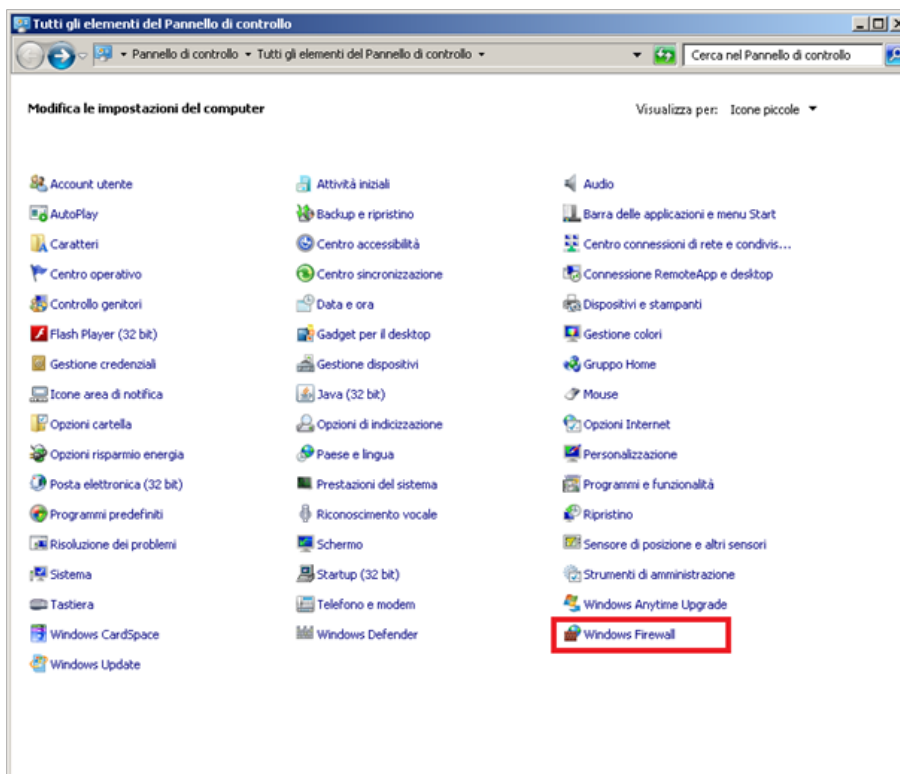 Tutti gli elementi del Pannello di controllo
Pannello di controllo Tutti gli elementi del Pannello di controllo Cerca nel Pannello di controllo
Modifica le impostazioni del computer Visualizza per: Icone piccole
Account utente Attività iniziali Audio
AutoPlay Backup e ripristino Barra delle applicazioni e menu Start
Caratteri Centro accessibilità Centro connessioni di rete e condivis...
Centro operativo Centro sincronizzazione Connessione RemoteApp e desktop
Controllo genitori Data e ora Dispositivi e stampanti
Flash Player (32 bit) Gadget per il desktop Gestione colori
Gestione credenziali Gestione dispositivi Gruppo Home
Icone area di notifica Java (32 bit) Mouse
Opzioni cartella Opzioni di indicizzazione Opzioni Internet
Opzioni risparmio energia Paese e lingua Personalizzazione
Posta elettronica (32 bit) Prestazioni del sistema Programmi e funzionalità
Programmi predefiniti Riconoscimento vocale Ripristino
Risoluzione dei problemi Schermo Sensore di posizione e altri sensori
Sistema Startup (32 bit) Strumenti di amministrazione
Tastiera Telefono e modem Windows Anytime Upgrade
Windows CardSpace Windows Defender Windows Firewall
Windows Update